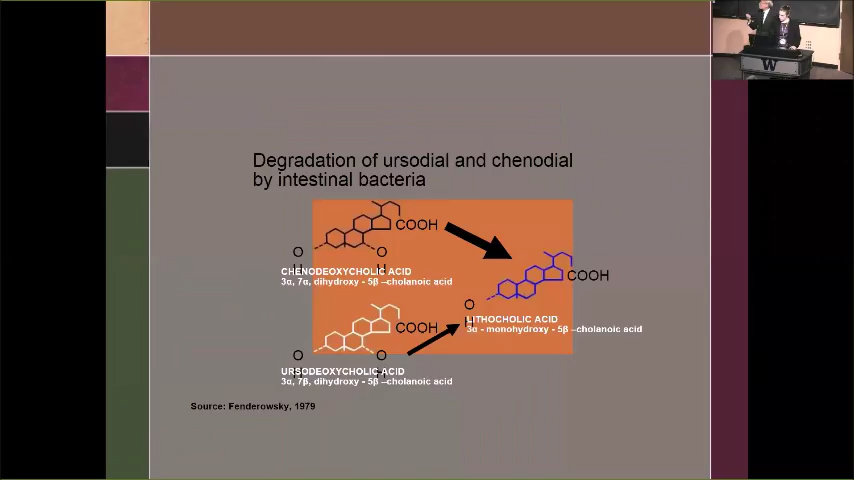 Degradation of ursodial and chenodial
by intestinal bacteria
COOH
O
H
O
H
CHENODEOXYCHOLIC ACID
3α, 7α, dihydroxy - 5β –cholanoic acid
COOH
O
H
LITHOCHOLIC ACID
3α - monohydroxy - 5β –cholanoic acid
COOH
O
H
O
H
URSODEOXYCHOLIC ACID
3α, 7β, dihydroxy - 5β –cholanoic acid
Source: Fenderowsky, 1979
W